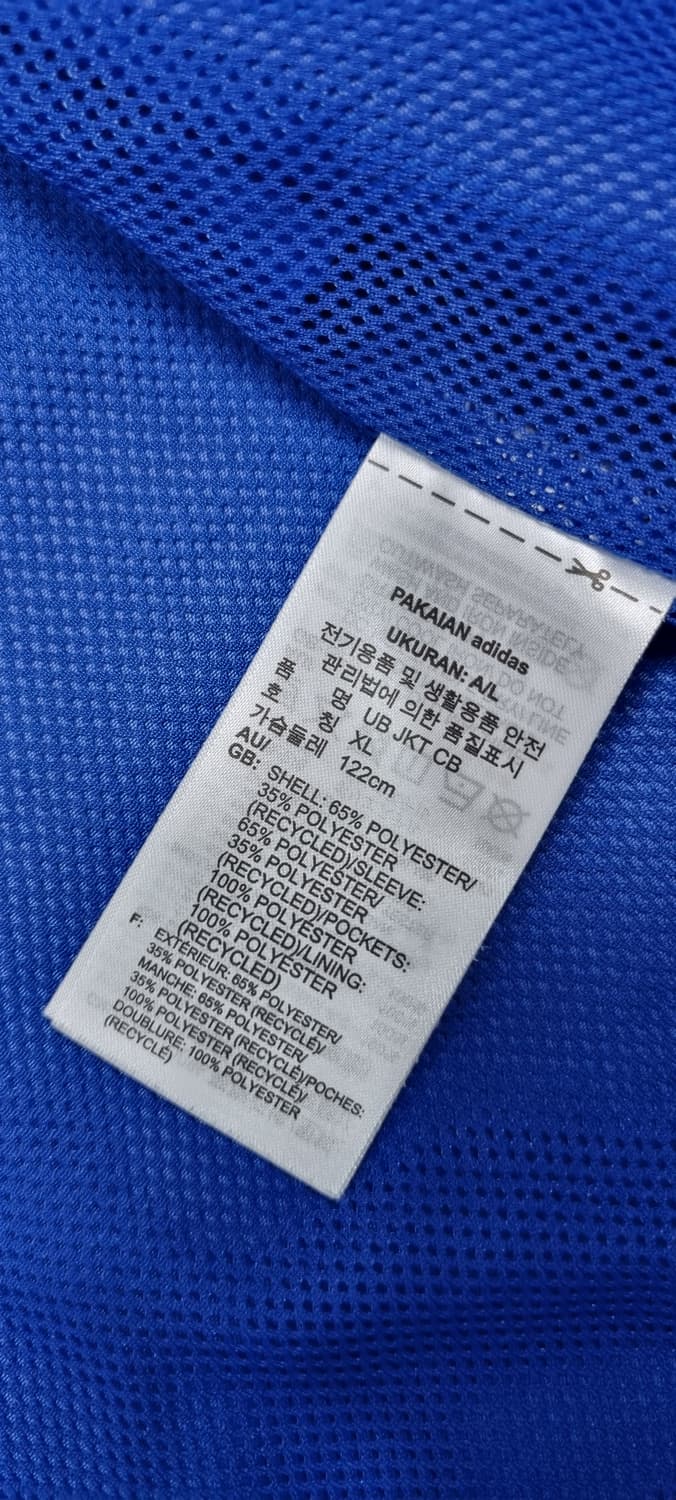 PAKAIAN adidas
UKURAN: A/L
전기용품 및 생활용품 안전
관리법에 의한 품질표시
품 명 UB JKT CB
호 칭 XL
가슴둘레 122cm
AU/
GB: SHELL: 65% POLYESTER/
35% POLYESTER
(RECYCLED)/SLEEVE:
65% POLYESTER/
35% POLYESTER
(RECYCLED)/POCKETS:
100% POLYESTER
(RECYCLED)/LINING:
100% POLYESTER
(RECYCLED)
F: EXTÉRIEUR: 65% POLYESTER/
35% POLYESTER (RECYCLÉ)/
MANCHE: 65% POLYESTER/
35% POLYESTER (RECYCLÉ)/POCHES:
100% POLYESTER (RECYCLÉ)/
DOUBLURE: 100% POLYESTER
(RECYCLÉ)